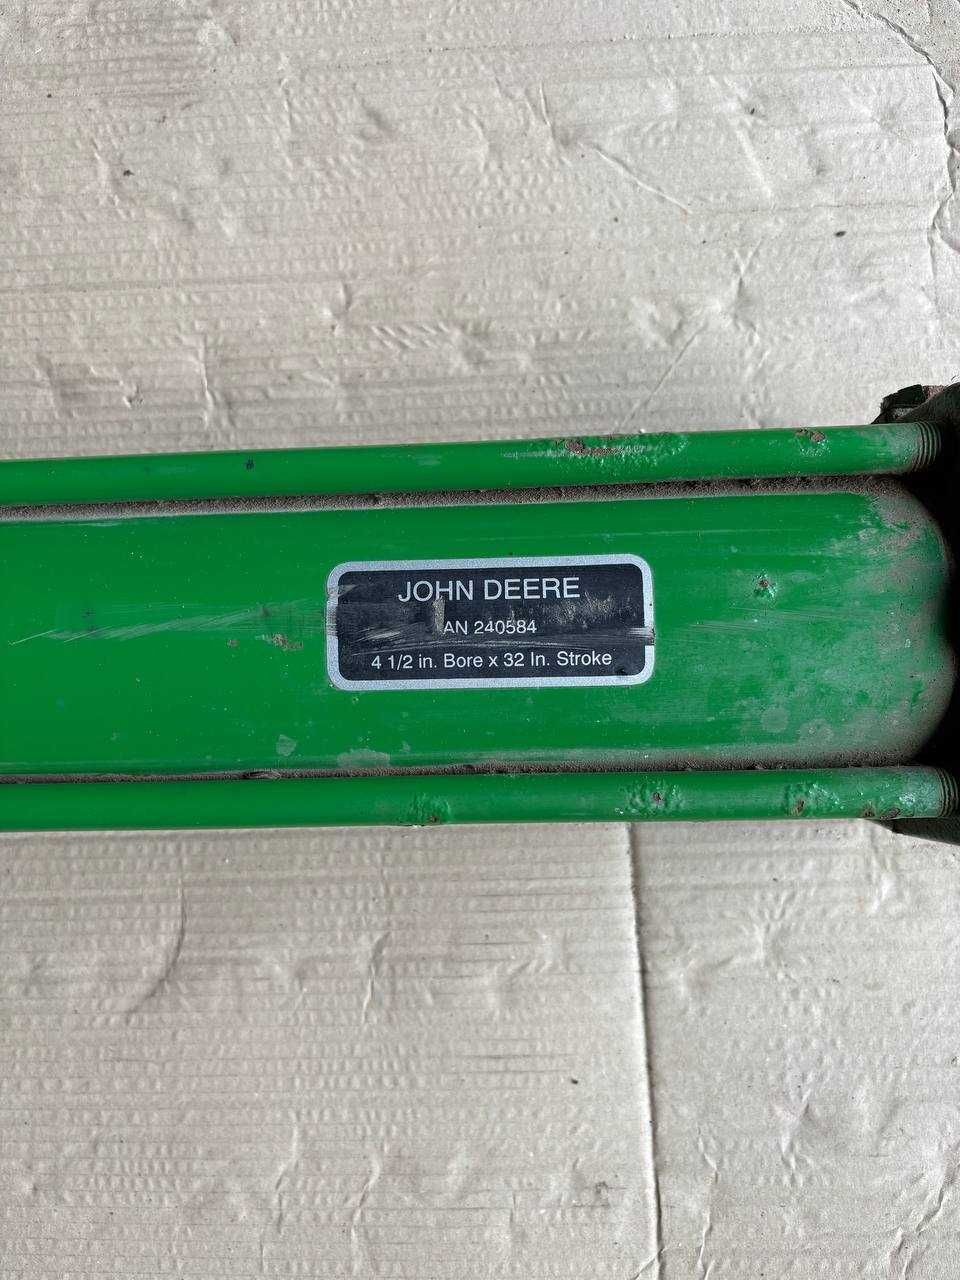 JOHN DEERE
AN 240584
4 1/2 in. Bore x 32 In. Stroke